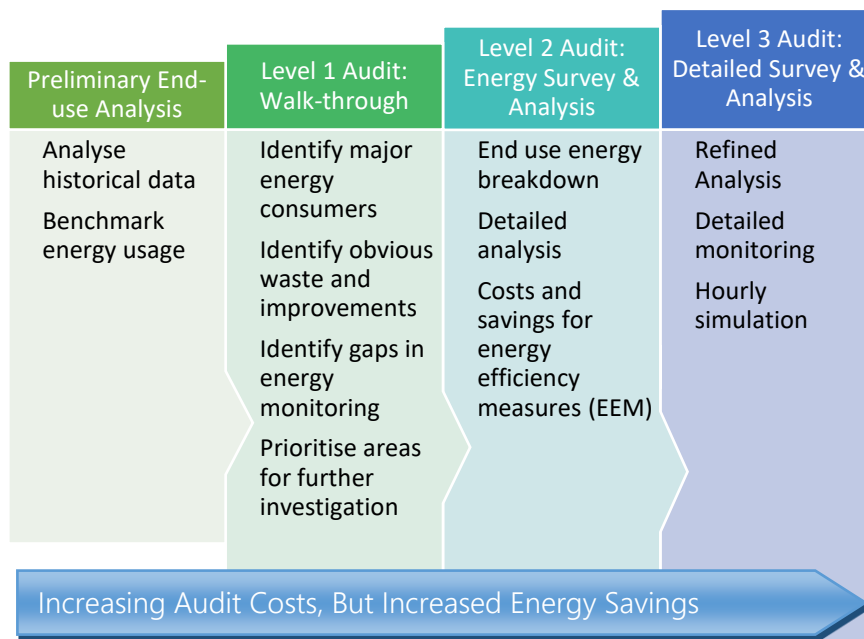 Preliminary End-
use Analysis
Analyse
historical data
Benchmark
energy usage
Level 1 Audit:
Walk-through
Identify major
energy
consumers
Identify obvious
waste and
improvements
Identify gaps in
energy
monitoring
Prioritise areas
for further
investigation
Level 2 Audit:
Energy Survey &
Analysis
End use energy
breakdown
Detailed
analysis
Costs and
savings for
energy
efficiency
measures (EEM)
Level 3 Audit:
Detailed Survey &
Analysis
Refined
Analysis
Detailed
monitoring
Hourly
simulation
Increasing Audit Costs, But Increased Energy Savings